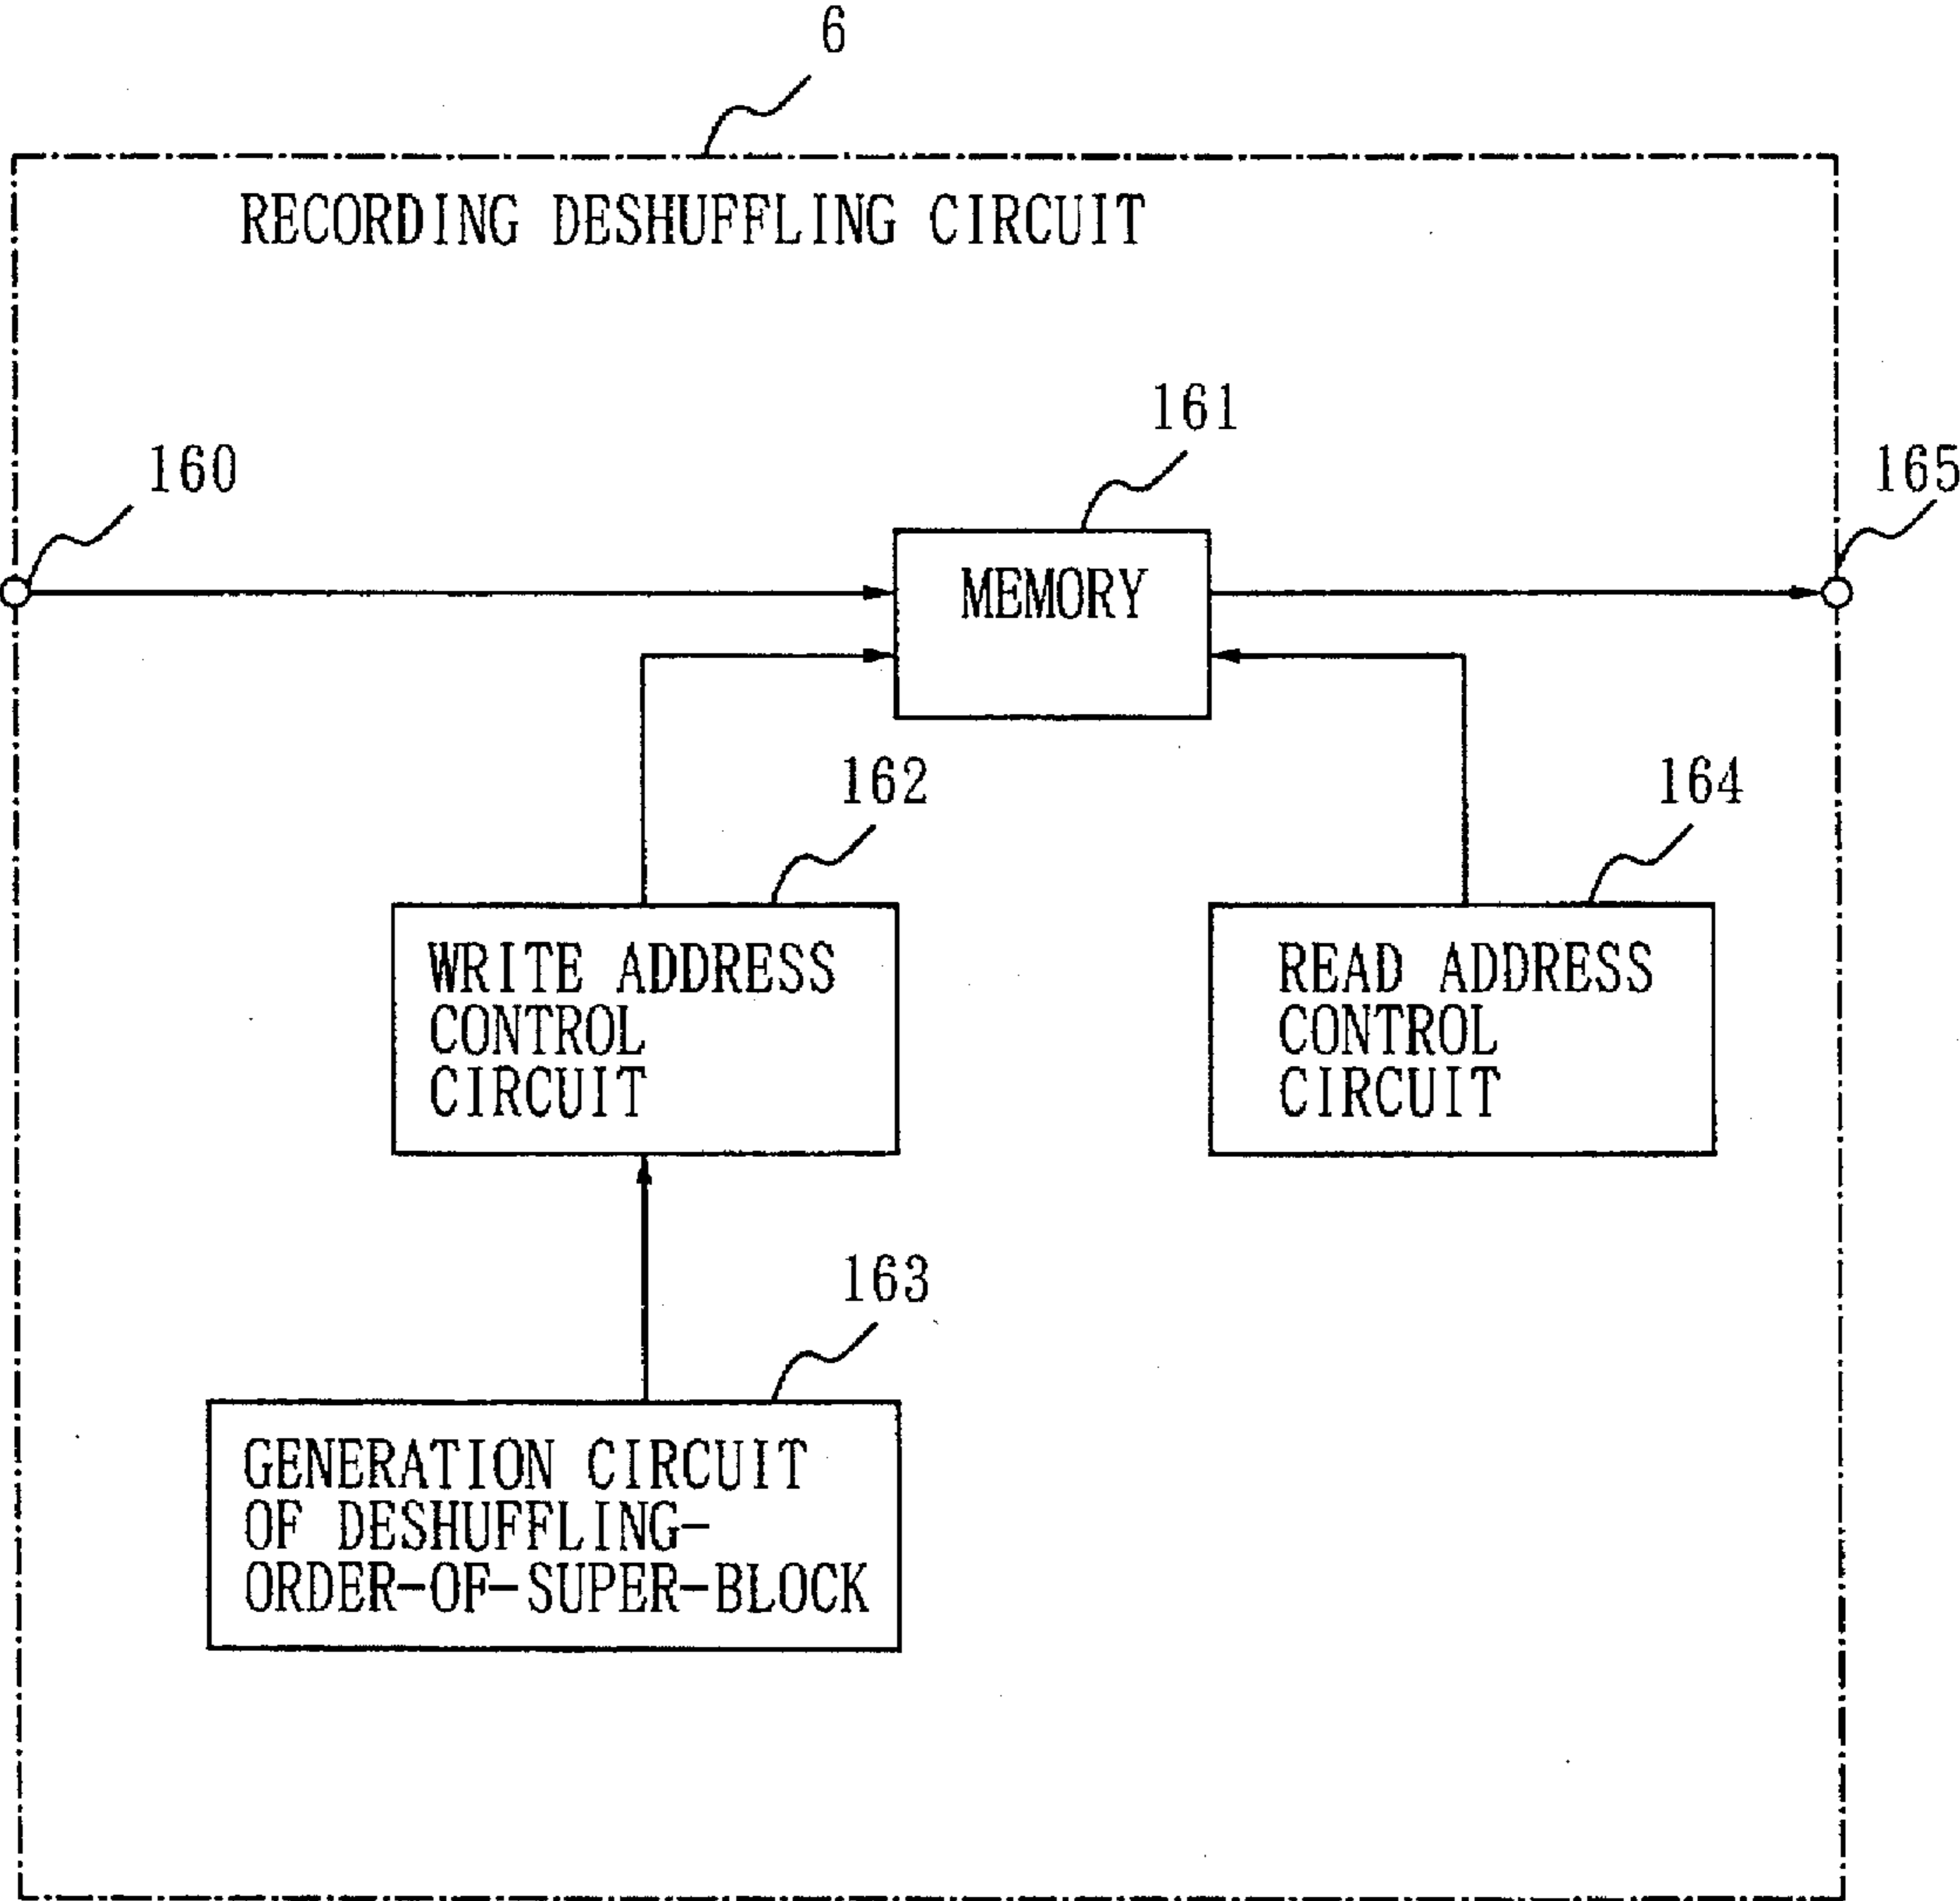 6
RECORDING DESHUFFLING CIRCUIT
161
160
165
MEMORY
162
164
WRITE ADDRESS
CONTROL
CIRCUIT
READ ADDRESS
CONTROL
CIRCUIT
163
GENERATION CIRCUIT
OF DESHUFFLING-
ORDER-OF-SUPER-BLOCK